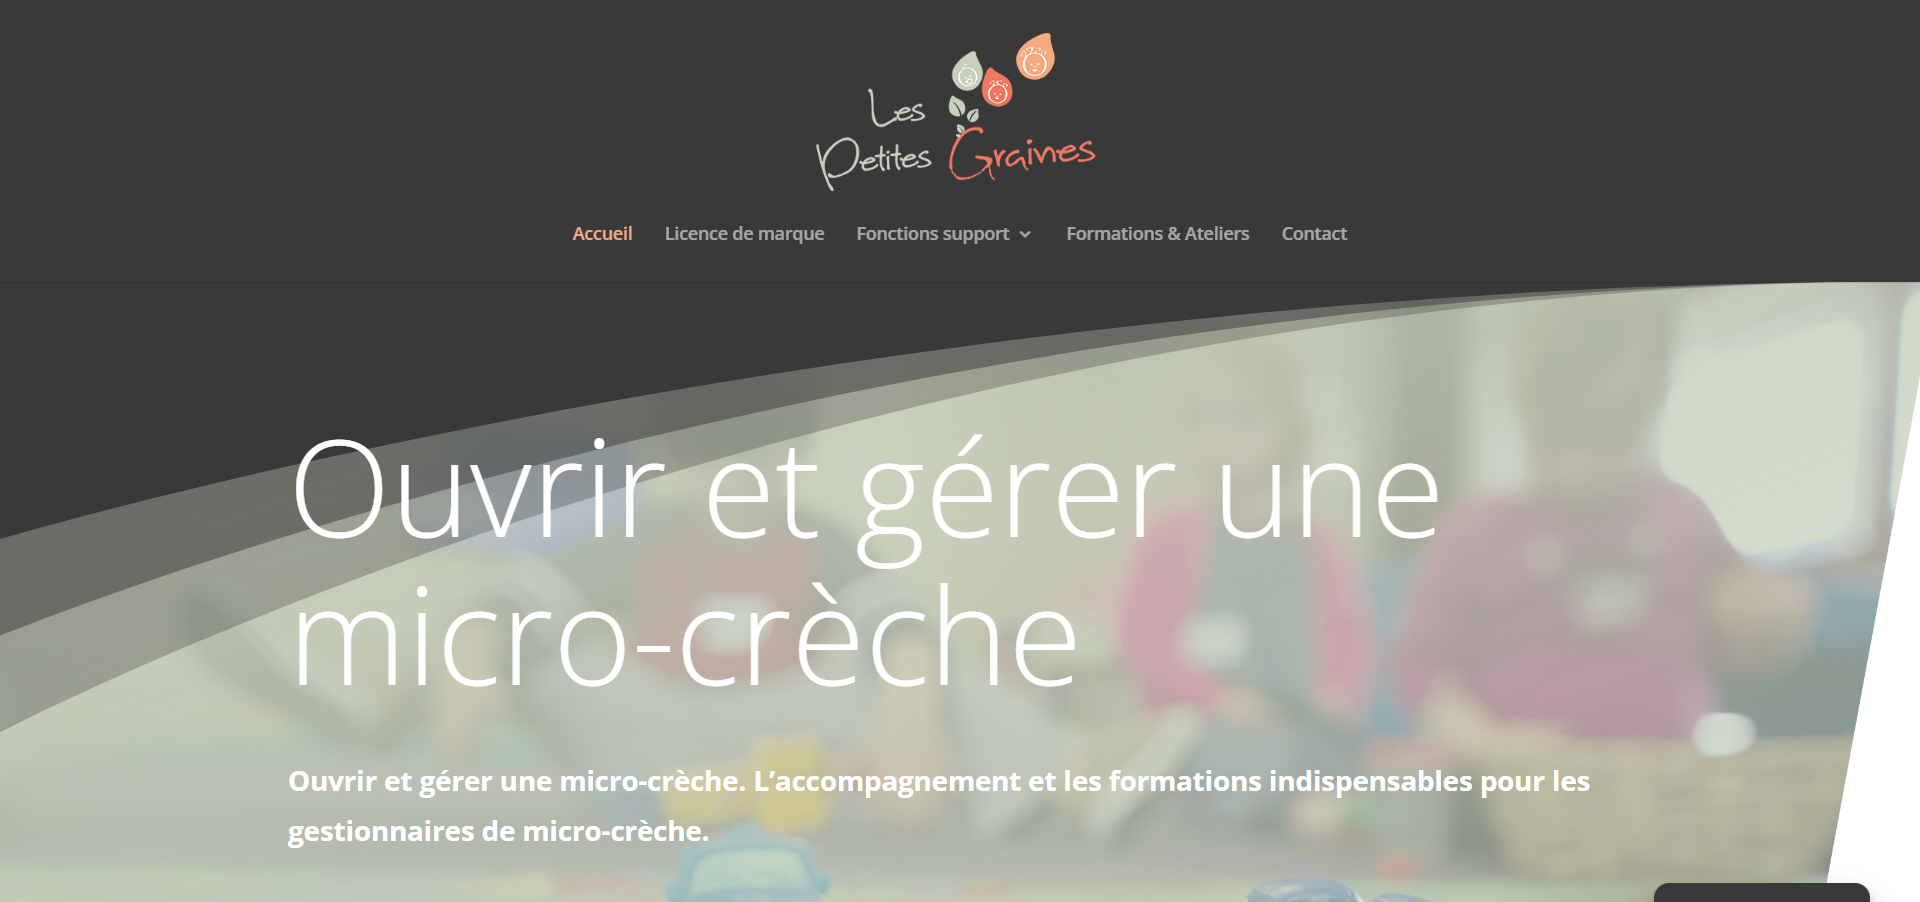 Les
Petites Graines
Accueil Licence de marque Fonctions support Formations & Ateliers Contact
Ouvrir et gérer une
micro-crèche
Ouvrir et gérer une micro-crèche. L’accompagnement et les formations indispensables pour les
gestionnaires de micro-crèche.